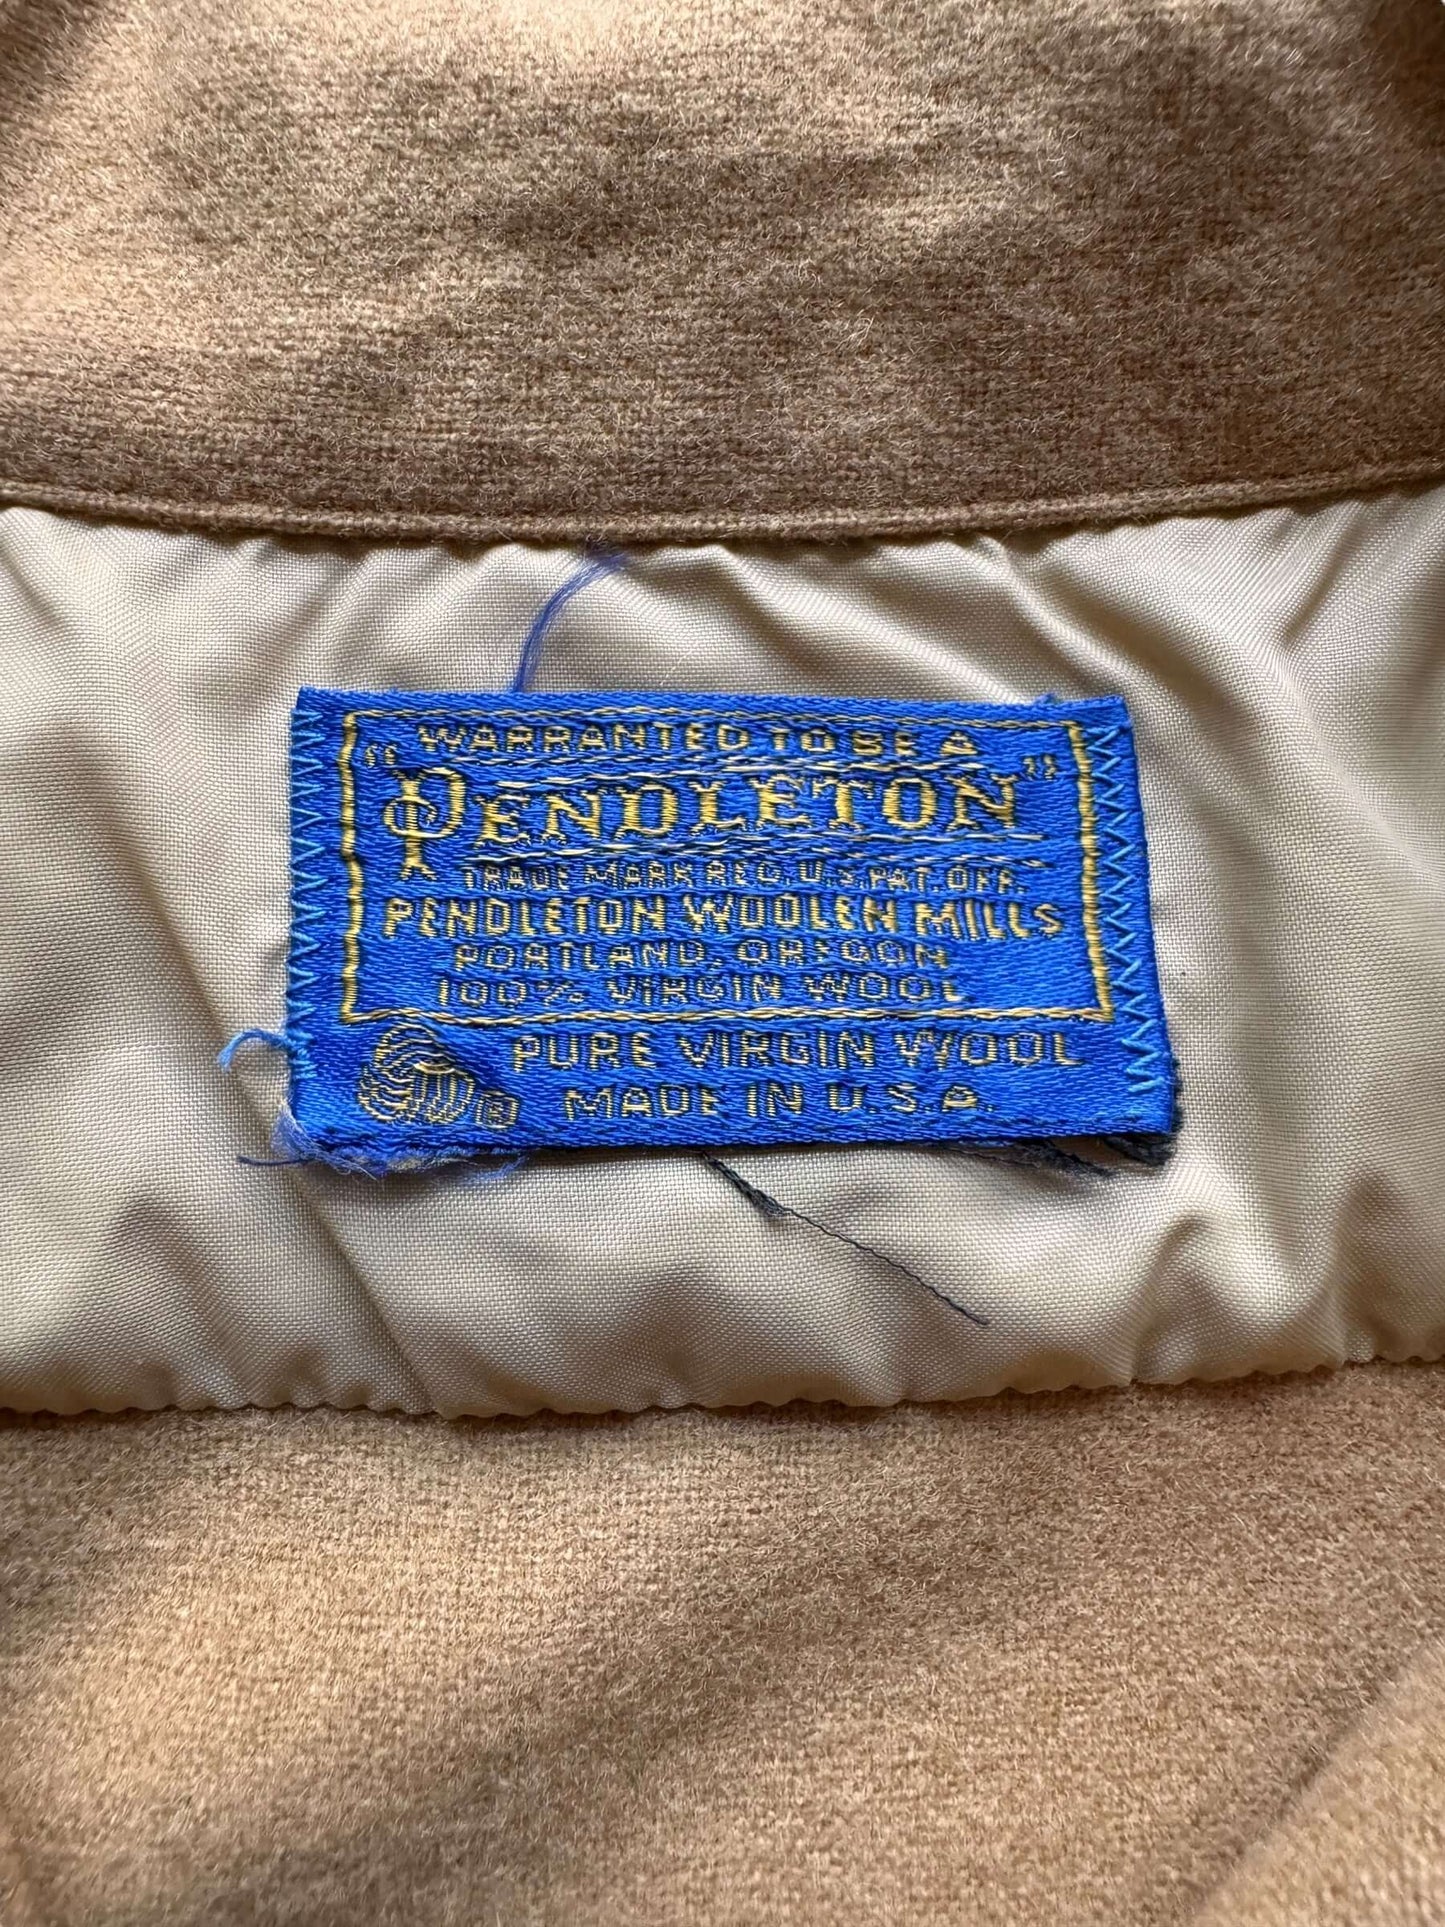 WARRANTED TO BE A
"PENDLETON"
TRADE MARK REG. U.S. PAT. OFF.
PENDLETON WOOLEN MILLS
PORTLAND, OREGON
100% VIRGIN WOOL
PURE VIRGIN WOOL
® MADE IN U.S.A.